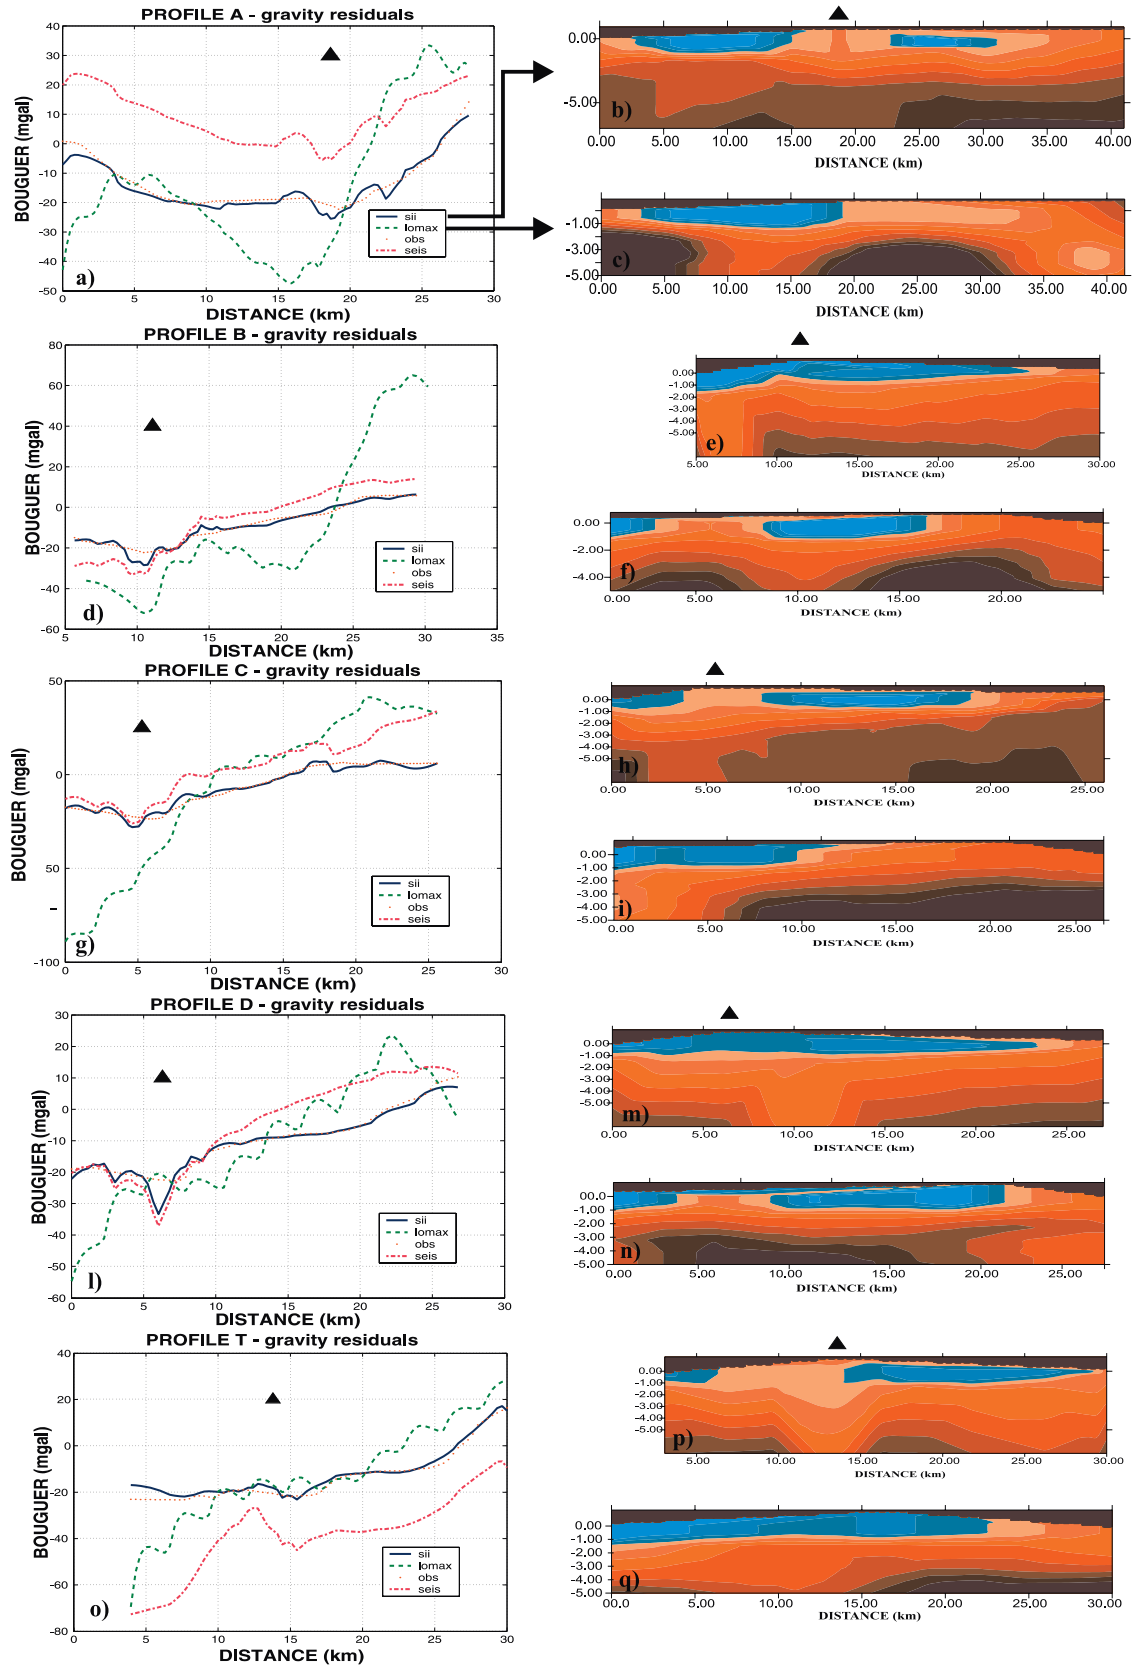 PROFILE A - gravity residuals
BOUGUER (mgal)
40
30
20
10
0
-10
-20
-30
-40
-50
0 5 10 15 20 25 30
DISTANCE (km)
sii
lomax
obs
seis
a)
0.00
-5.00
b)
0.00 5.00 10.00 15.00 20.00 25.00 30.00 35.00 40.00
DISTANCE (km)
-1.00
-3.00
-5.00
c)
0.00 5.00 10.00 15.00 20.00 25.00 30.00 35.00 40.00
DISTANCE (km)
PROFILE B - gravity residuals
BOUGUER (mgal)
80
60
40
20
0
-20
-40
-60
5 10 15 20 25 30 35
DISTANCE (km)
sii
lomax
obs
seis
d)
0.00
-1.00
-2.00
-3.00
-4.00
-5.00
e)
5.00 10.00 15.00 20.00 25.00 30.00
DISTANCE (km)
0.00
-2.00
-4.00
f)
0.00 5.00 10.00 15.00 20.00
DISTANCE (km)
PROFILE C - gravity residuals
BOUGUER (mgal)
50
0
50
-100
0 5 10 15 20 25 30
DISTANCE (km)
sii
lomax
obs
seis
g)
0.00
-1.00
-2.00
-3.00
-5.00
h)
0.00 5.00 10.00 15.00 20.00 25.00
DISTANCE (km)
0.00
-1.00
-2.00
-3.00
-4.00
-5.00
i)
0.00 5.00 10.00 15.00 20.00 26.00
DISTANCE (km)
PROFILE D - gravity residuals
BOUGUER (mgal)
30
20
10
0
-10
-20
-30
-40
-50
-60
0 5 10 15 20 25 30
DISTANCE (km)
sii
lomax
obs
seis
l)
0.00
-1.00
-2.00
-3.00
-4.00
-5.00
m)
0.00 5.00 10.00 15.00 20.00 25.00
DISTANCE (km)
00.00
-1.00
-2.00
-3.00
-4.00
-5.00
n)
0.00 5.00 10.00 15.00 20.00 25.00
DISTANCE (km)
PROFILE T - gravity residuals
BOUGUER (mgal)
40
20
0
-20
-40
-60
-80
0 5 10 15 20 25 30
DISTANCE (km)
sii
lomax
obs
seis
o)
0.00
-1.00
-2.00
-3.00
-5.00
p)
5.00 10.00 15.00 20.00 25.00 30.00
DISTANCE (km)
0.00
-1.00
-2.00
-3.00
-4.00
-5.00
q)
00.0 5.00 10.00 15.00 20.00 25.00 30.00
DISTANCE (km)